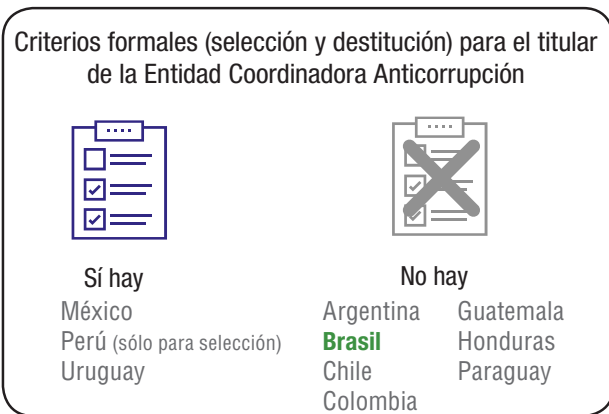 Criterios formales (selección y destitución) para el titular
de la Entidad Coordinadora Anticorrupción
Sí hay
México
Perú (sólo para selección)
Uruguay
No hay
Argentina
Brasil
Chile
Colombia
Guatemala
Honduras
Paraguay